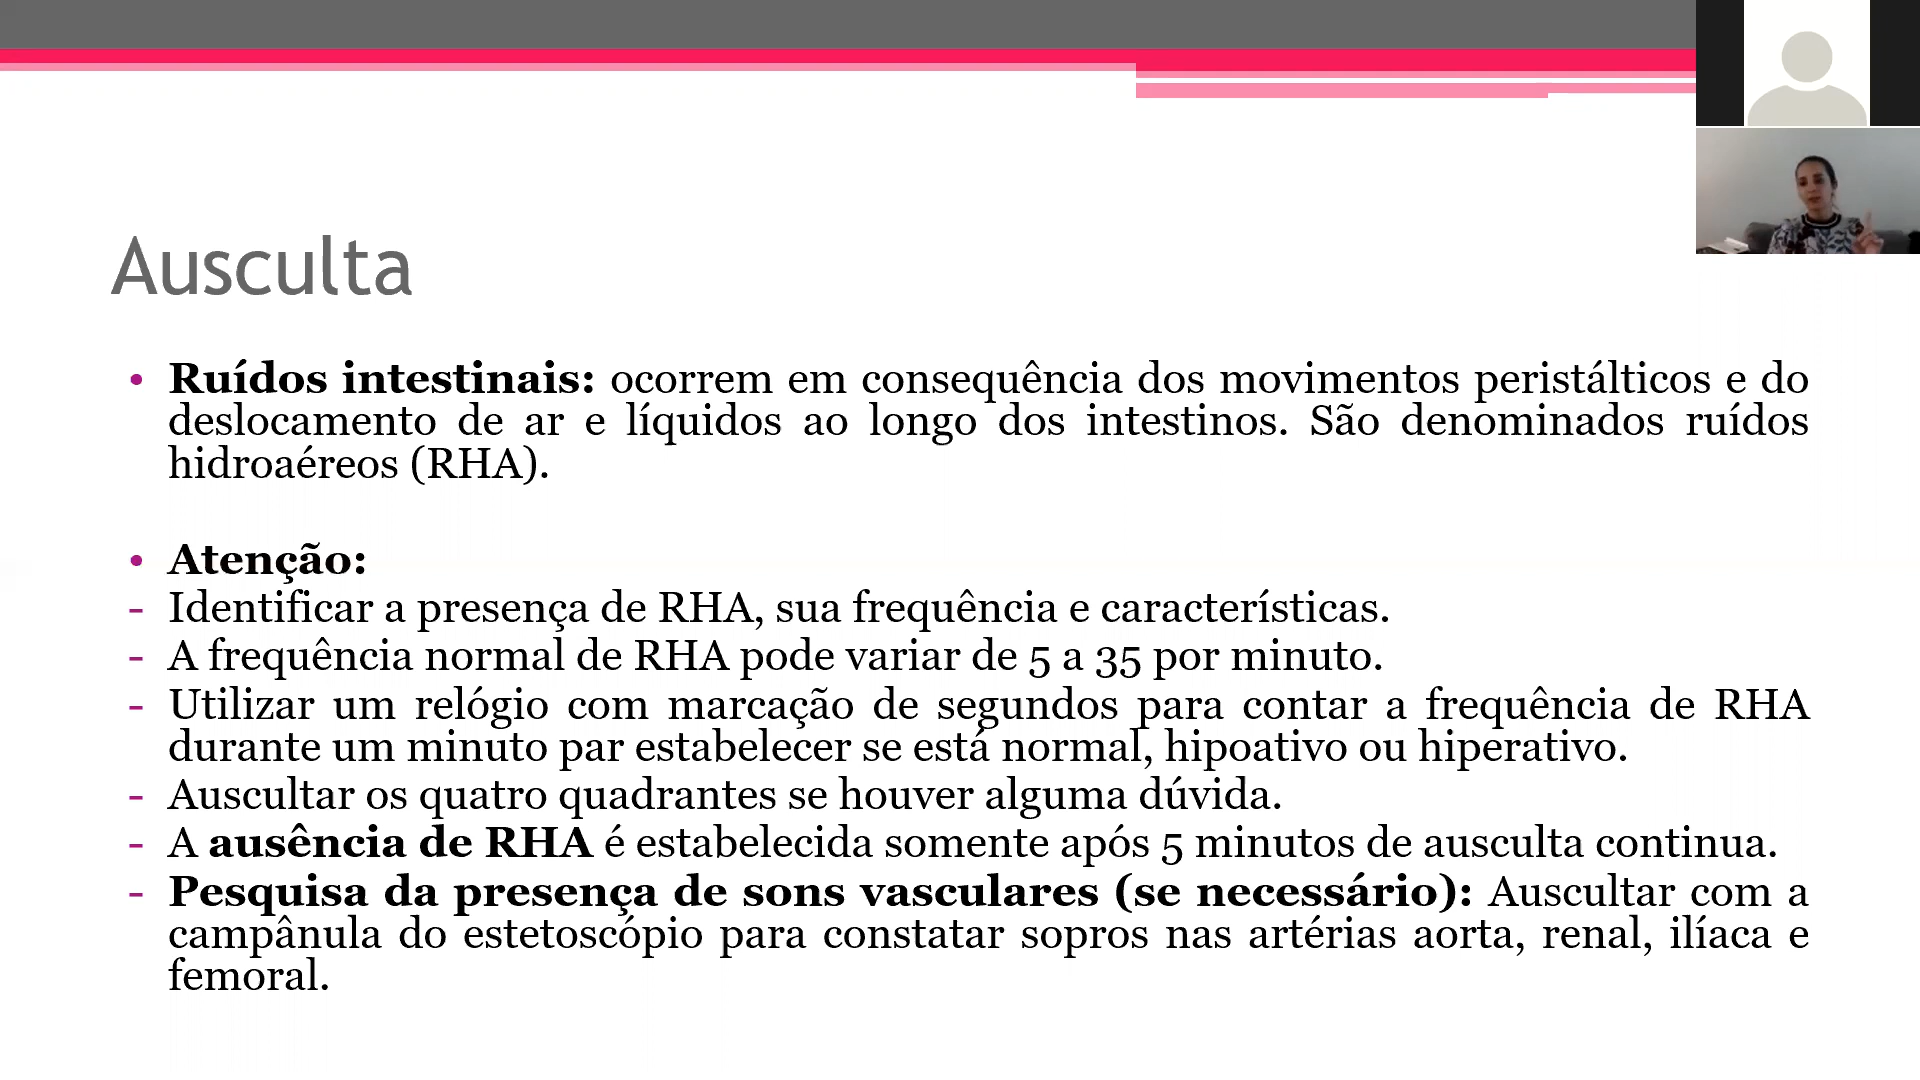 Ausculta
• Ruídos intestinais: ocorrem em consequência dos movimentos peristálticos e do
deslocamento de ar e líquidos ao longo dos intestinos. São denominados ruídos
hidroaéreos (RHA).
• Atenção:
- Identificar a presença de RHA, sua frequência e características.
- A frequência normal de RHA pode variar de 5 a 35 por minuto.
- Utilizar um relógio com marcação de segundos para contar a frequência de RHA
durante um minuto par estabelecer se está normal, hipoativo ou hiperativo.
- Auscultar os quatro quadrantes se houver alguma dúvida.
- A ausência de RHA é estabelecida somente após 5 minutos de ausculta continua.
- Pesquisa da presença de sons vasculares (se necessário): Auscultar com a
campânula do estetoscópio para constatar sopros nas artérias aorta, renal, ilíaca e
femoral.